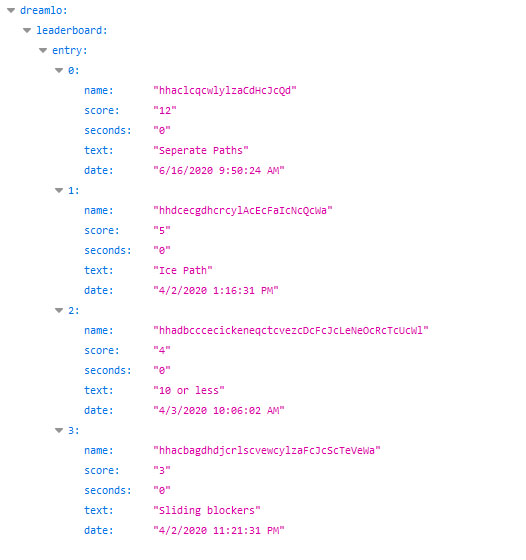 dreamlo:
leaderboard:
entry:
0:
name: "hhaclcqcwlylzaCdHcJcQd"
score: "12"
seconds: "0"
text: "Seperate Paths"
date: "6/16/2020 9:50:24 AM"
1:
name: "hhdcecgdhcrcylAcEcFaIcNcQcWa"
score: "5"
seconds: "0"
text: "Ice Path"
date: "4/2/2020 1:16:31 PM"
2:
name: "hhadbcccecickeneqctcvezcDcFcJcLeNeOcRcTcUcWl"
score: "4"
seconds: "0"
text: "10 or less"
date: "4/3/2020 10:06:02 AM"
3:
name: "hhacbagdhdjcrlscvewcylzaFcJcScTeVeWa"
score: "3"
seconds: "0"
text: "Sliding blockers"
date: "4/2/2020 11:21:31 PM"